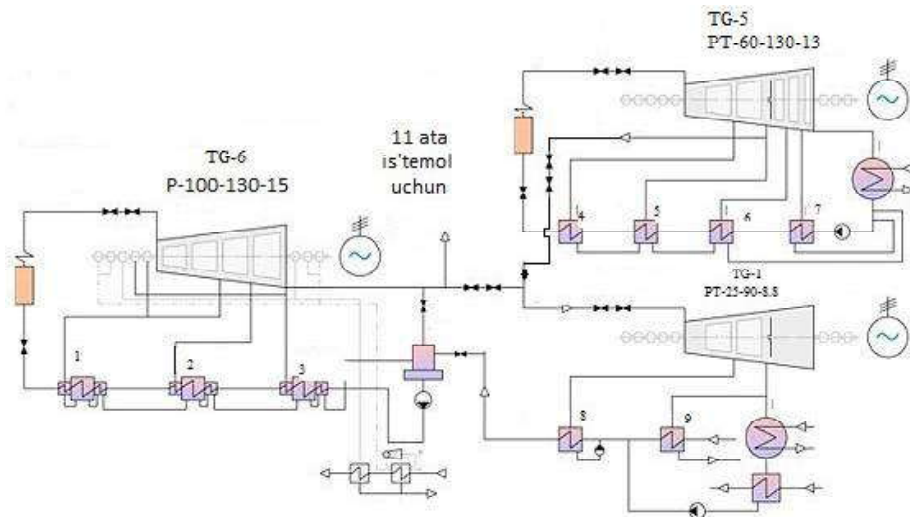 TG-5
PT-60-130-13
11 ata
is'temol
uchun
TG-6
P-100-130-15
4
5
6
7
TG-1
PT-25-90-8.8
1
2
3
8
9